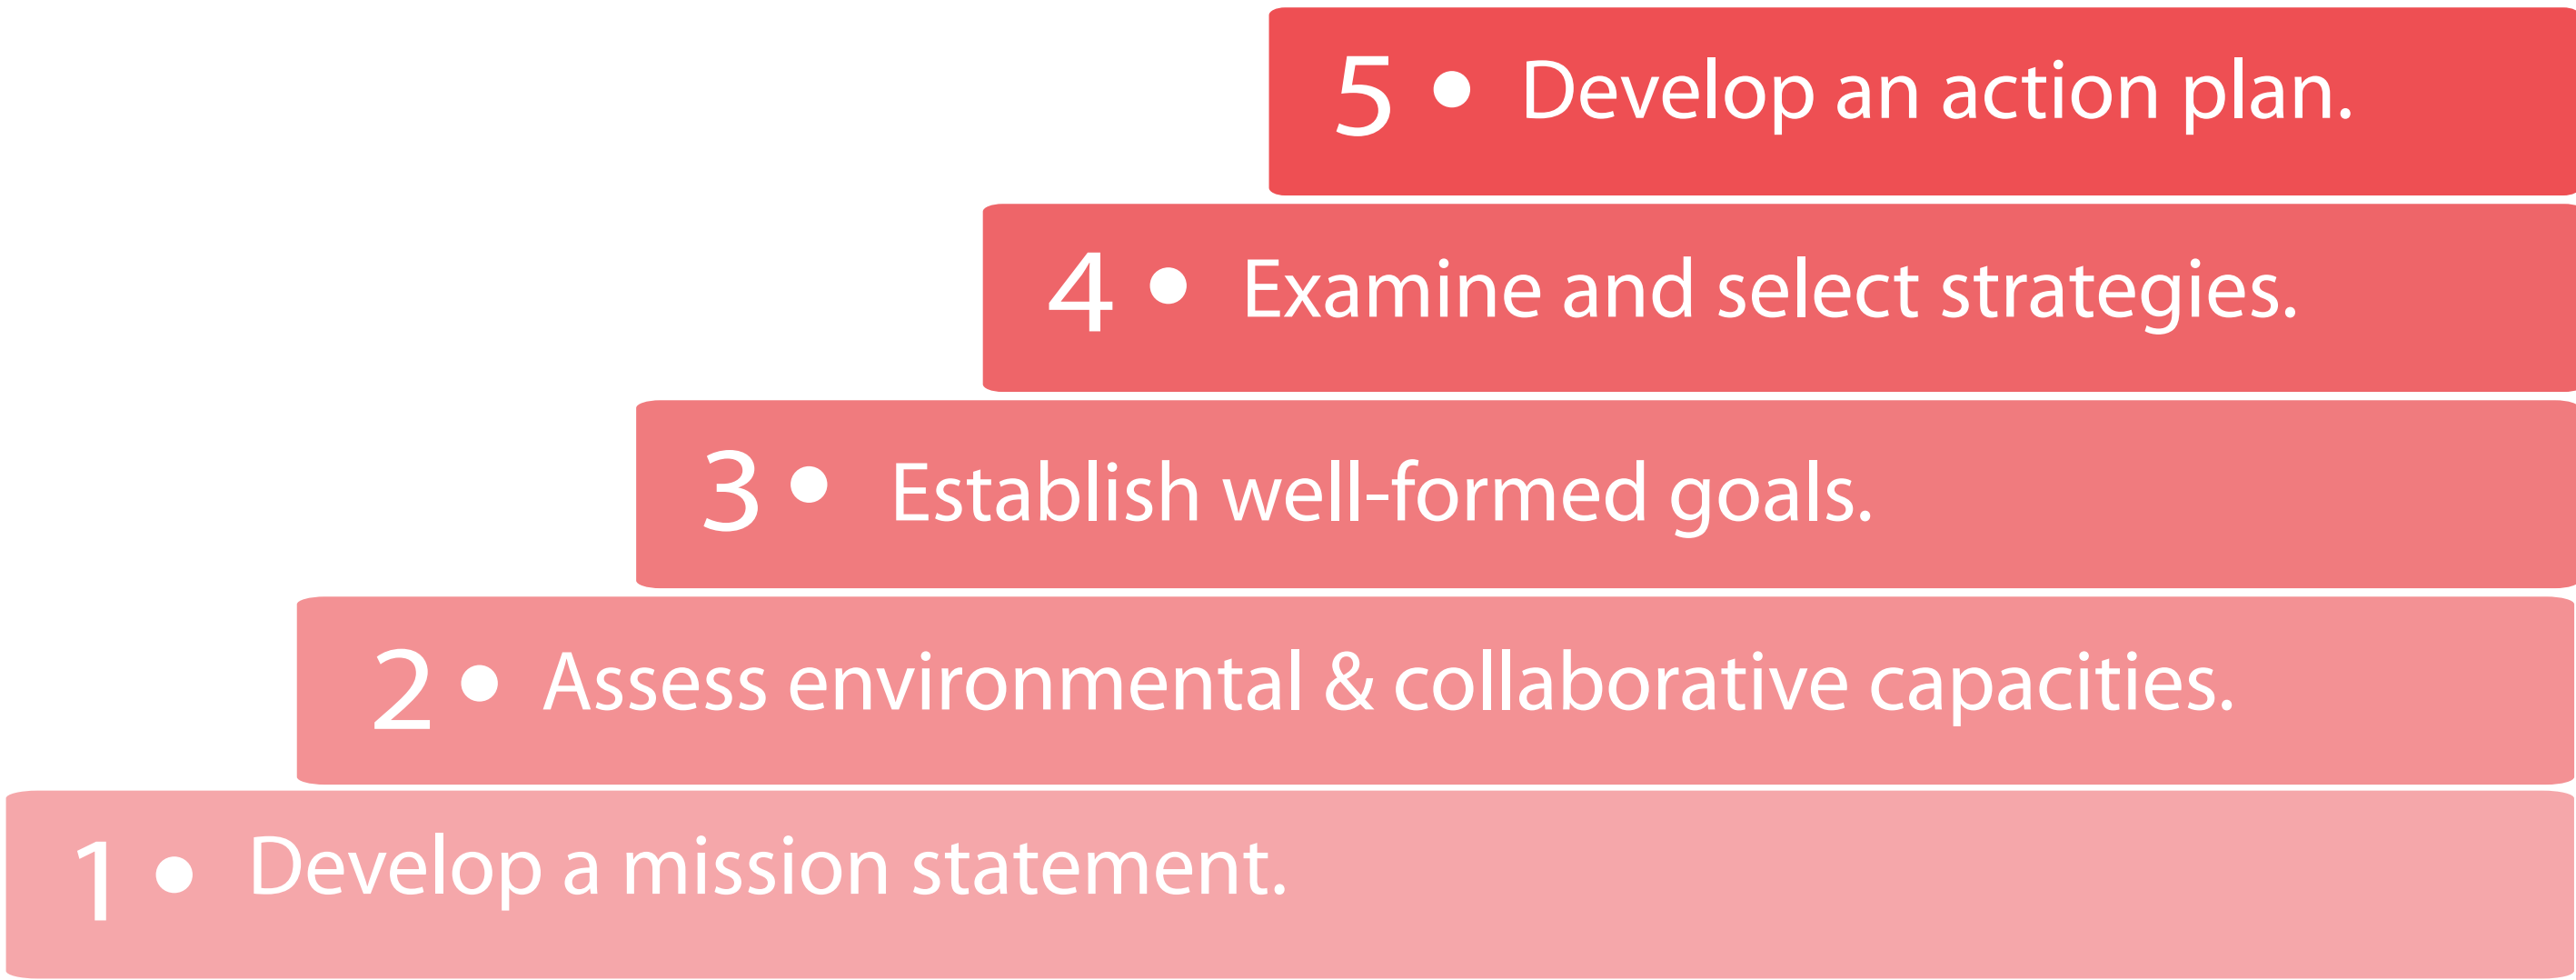 5 • Develop an action plan.
4 • Examine and select strategies.
3 • Establish well-formed goals.
2 • Assess environmental & collaborative capacities.
1 • Develop a mission statement.